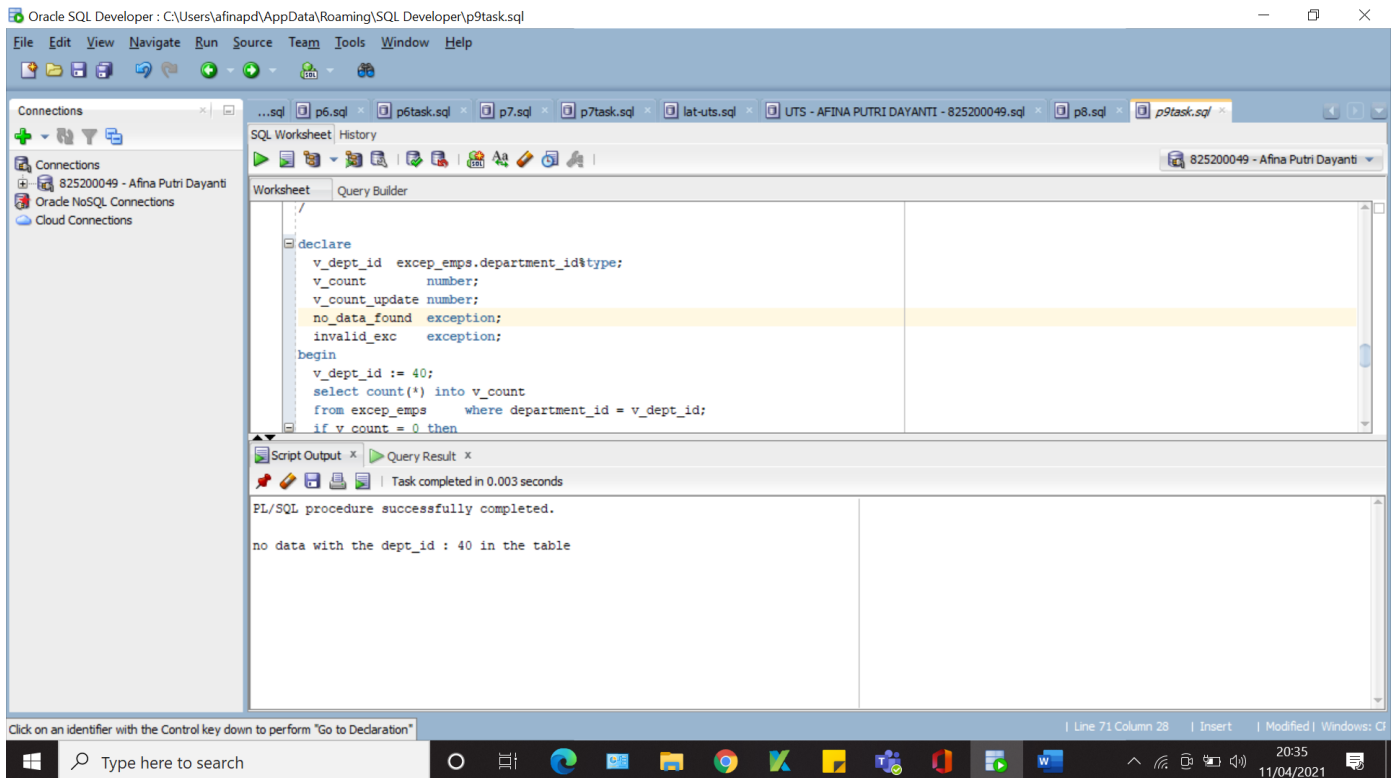 Oracle SQL Developer : C:\Users\afinapd\AppData\Roaming\SQL Developer\p9task.sql
File Edit View Navigate Run Source Team Tools Window Help
Connections
...sql p6.sql p6task.sql p7.sql p7task.sql lat-uts.sql UTS - AFINA PUTRI DAYANTI - 825200049.sql p8.sql p9task.sql
SQL Worksheet History
825200049 - Afina Putri Dayanti
Connections
825200049 - Afina Putri Dayanti
Oracle NoSQL Connections
Cloud Connections
Worksheet Query Builder
/
declare
v_dept_id excep_emps.department_id%type;
v_count number;
v_count_update number;
no_data_found exception;
invalid_exc exception;
begin
v_dept_id := 40;
select count(*) into v_count
from excep_emps where department_id = v_dept_id;
if v_count = 0 then
Script Output x Query Result x
Task completed in 0.003 seconds
PL/SQL procedure successfully completed.
no data with the dept_id : 40 in the table
Click on an identifier with the Control key down to perform "Go to Declaration"
| Line 71 Column 28 | Insert | Modified | Windows: CF
Type here to search
20:35
11/04/2021